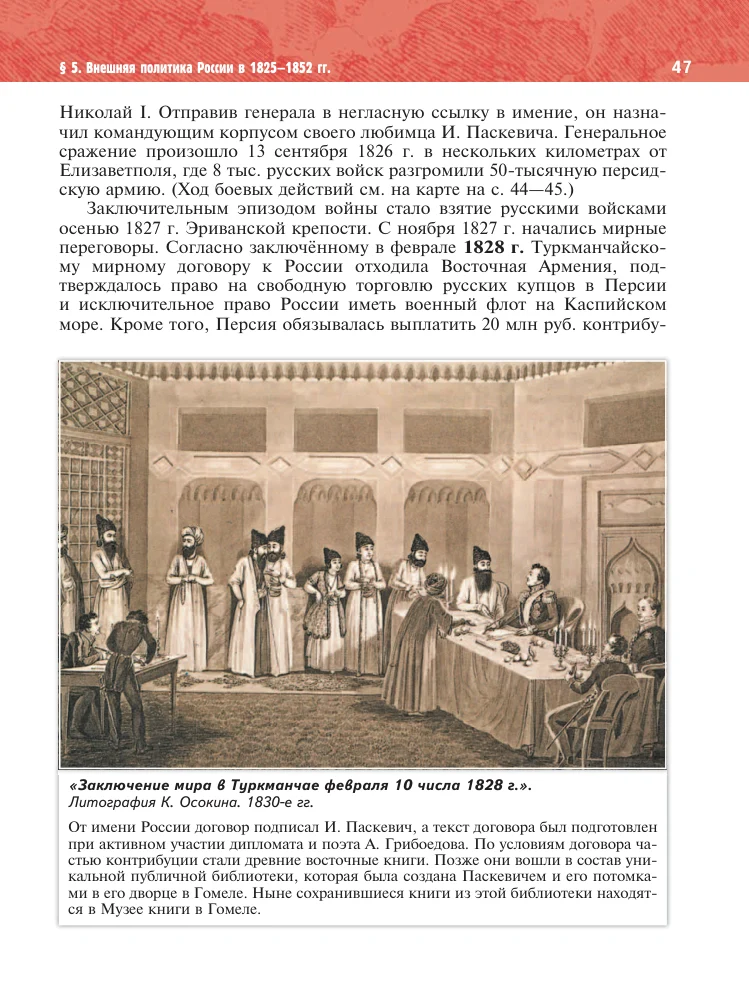 § 5. Внешняя политика России в 1825—1852 гг.
47
Николай I. Отправив генерала в негласную ссылку в имение, он назна-
чил командующим корпусом своего любимца И. Паскевича. Генеральное
сражение произошло 13 сентября 1826 г. в нескольких километрах от
Елизаветполя, где 8 тыс. русских войск разгромили 50-тысячную персид-
скую армию. (Ход боевых действий см. на карте на с. 44—45.)
Заключительным эпизодом войны стало взятие русскими войсками
осенью 1827 г. Эриванской крепости. С ноября 1827 г. начались мирные
переговоры. Согласно заключённому в феврале 1828 г. Туркманчайско-
му мирному договору к России отходила Восточная Армения, под-
тверждалось право на свободную торговлю русских купцов в Персии
и исключительное право России иметь военный флот на Каспийском
море. Кроме того, Персия обязывалась выплатить 20 млн руб. контрибу-
«Заключение мира в Туркманчае февраля 10 числа 1828 г.».
Литография К. Осокина. 1830-е гг.
От имени России договор подписал И. Паскевич, а текст договора был подготовлен
при активном участии дипломата и поэта А. Грибоедова. По условиям договора ча-
стью контрибуции стали древние восточные книги. Позже они вошли в состав уни-
кальной публичной библиотеки, которая была создана Паскевичем и его потомка-
ми в его дворце в Гомеле. Ныне сохранившиеся книги из этой библиотеки находят-
ся в Музее книги в Гомеле.